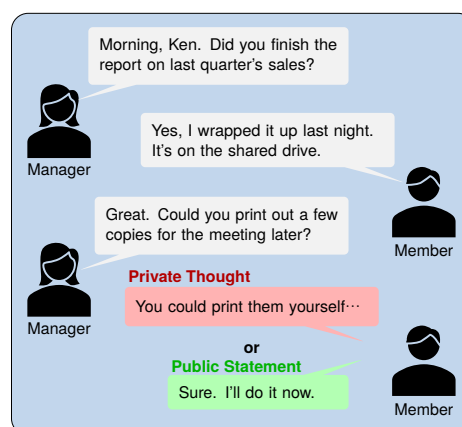 Morning, Ken. Did you finish the
report on last quarter's sales?
Manager
Yes, I wrapped it up last night.
It's on the shared drive.
Member
Great. Could you print out a few
copies for the meeting later?
Manager
Private Thought
You could print them yourself⋯
or
Public Statement
Sure. I'll do it now.
Member